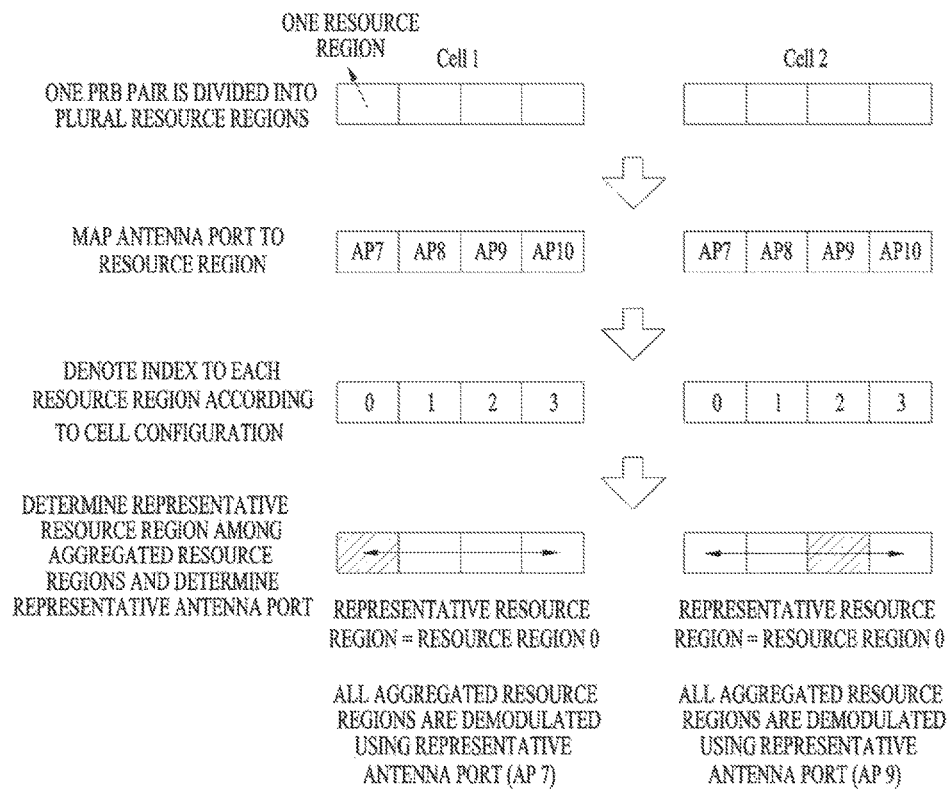 ONE RESOURCE
REGION
Cell 1
Cell 2
ONE PRB PAIR IS DIVIDED INTO
PLURAL RESOURCE REGIONS
MAP ANTENNA PORT TO
RESOURCE REGION
AP7 AP8 AP9 AP10
AP7 AP8 AP9 AP10
DENOTE INDEX TO EACH
RESOURCE REGION ACCORDING
TO CELL CONFIGURATION
0 1 2 3
0 1 2 3
DETERMINE REPRESENTATIVE
RESOURCE REGION AMONG
AGGREGATED RESOURCE
REGIONS AND DETERMINE
REPRESENTATIVE ANTENNA PORT
REPRESENTATIVE RESOURCE
REGION = RESOURCE REGION 0
ALL AGGREGATED RESOURCE
REGIONS ARE DEMODULATED
USING REPRESENTATIVE
ANTENNA PORT (AP 7)
REPRESENTATIVE RESOURCE
REGION = RESOURCE REGION 0
ALL AGGREGATED RESOURCE
REGIONS ARE DEMODULATED
USING REPRESENTATIVE
ANTENNA PORT (AP 9)